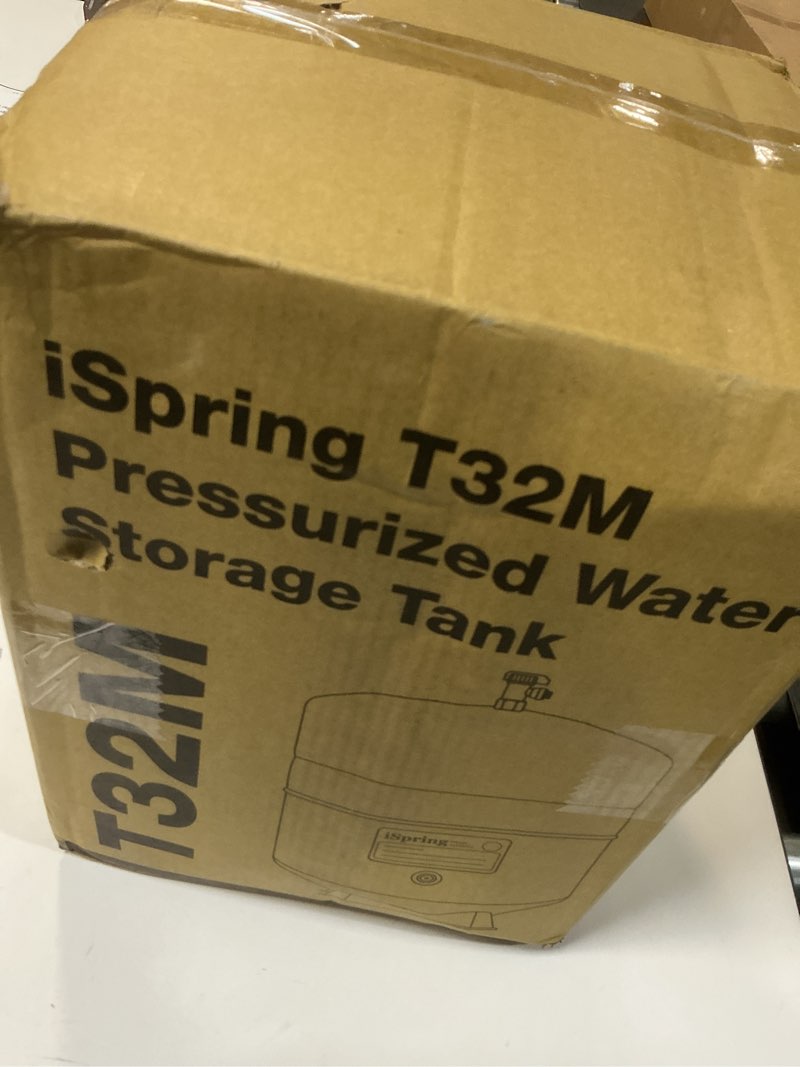 iSpring T32M
Pressurized Water
Storage Tank
T32M
iSpring